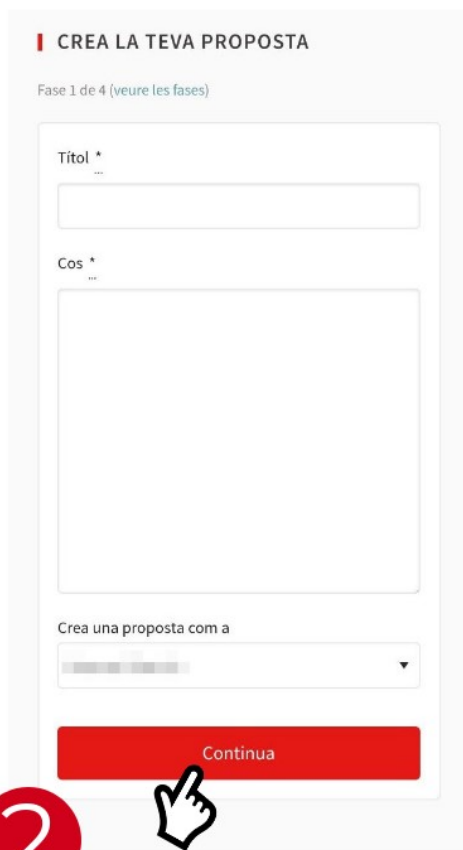 CREA LA TEVA PROPOSTA
Fase 1 de 4 (veure les fases)
Títol *
Cos *
Crea una proposta com a
Continua
2